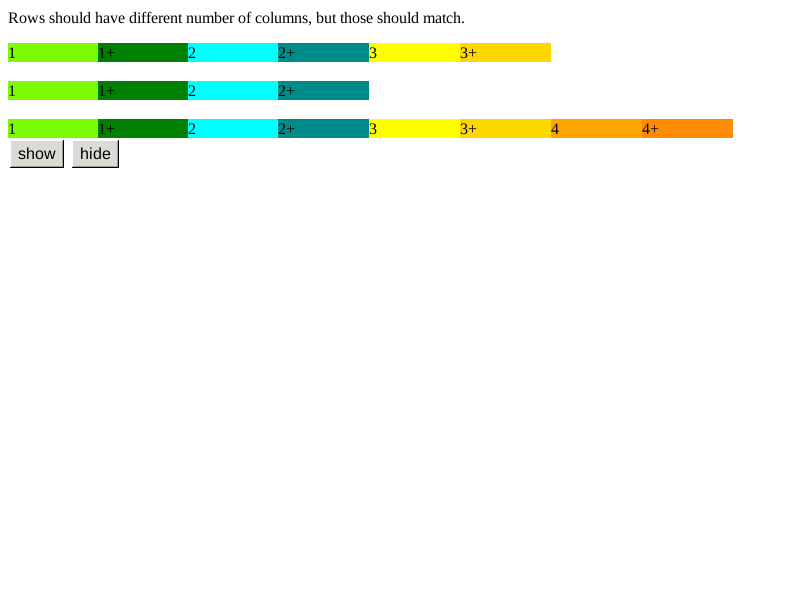 Rows should have different number of columns, but those should match.
1 1+ 2 2+ 3 3+
1 1+ 2 2+
1 1+ 2 2+ 3 3+ 4 4+
show hide